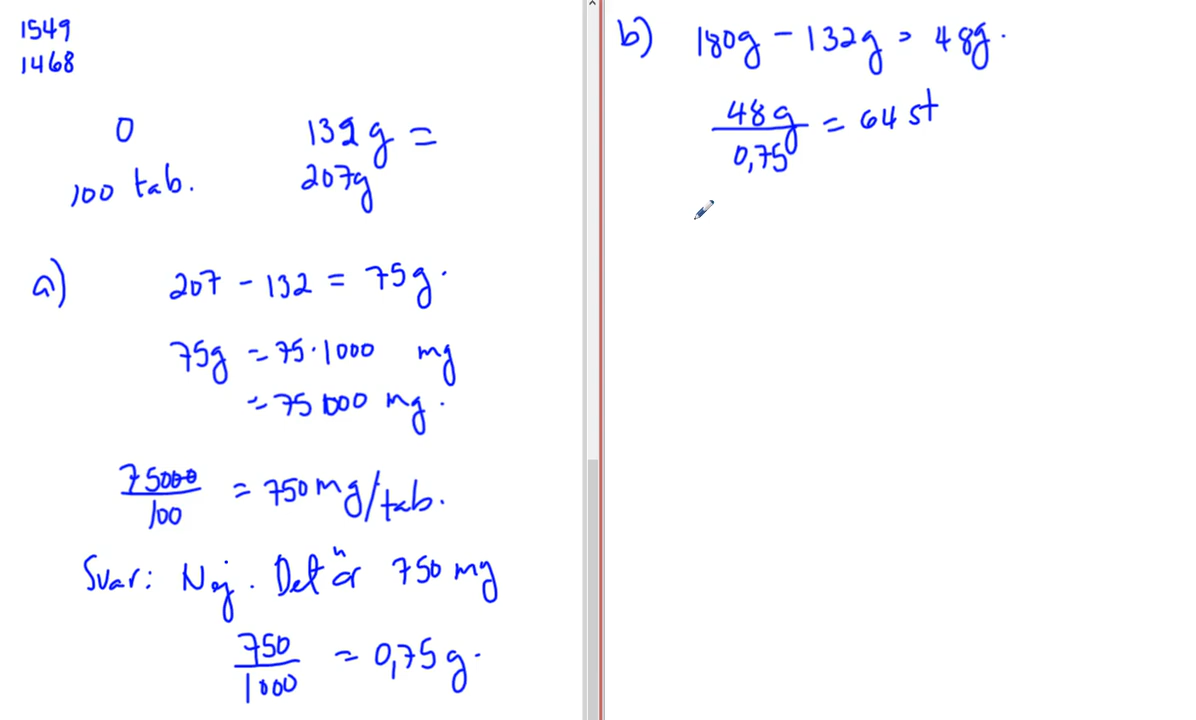 1549
1468
0 132g =
100 tab. 207g
a) 207 - 132 = 75g.
75g = 75·1000 mg
= 75 000 mg.
75000/100 = 750 mg/tab.
Svar: Nej. Det är 750 mg
750/1000 = 0,75 g.
b) 180g - 132g = 48g.
48g/0,75g = 64 st